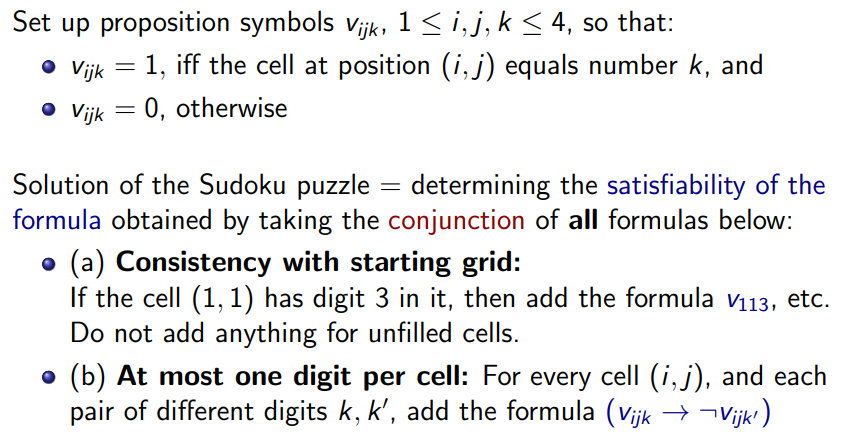 Set up proposition symbols v_{ijk}, 1 ≤ i, j, k ≤ 4, so that:
• v_{ijk} = 1, iff the cell at position (i, j) equals number k, and
• v_{ijk} = 0, otherwise
Solution of the Sudoku puzzle = determining the satisfiability of the
formula obtained by taking the conjunction of all formulas below:
• (a) Consistency with starting grid:
If the cell (1, 1) has digit 3 in it, then add the formula v_{113}, etc.
Do not add anything for unfilled cells.
• (b) At most one digit per cell: For every cell (i, j), and each
pair of different digits k, k′, add the formula (v_{ijk} → ¬v_{ijk′})